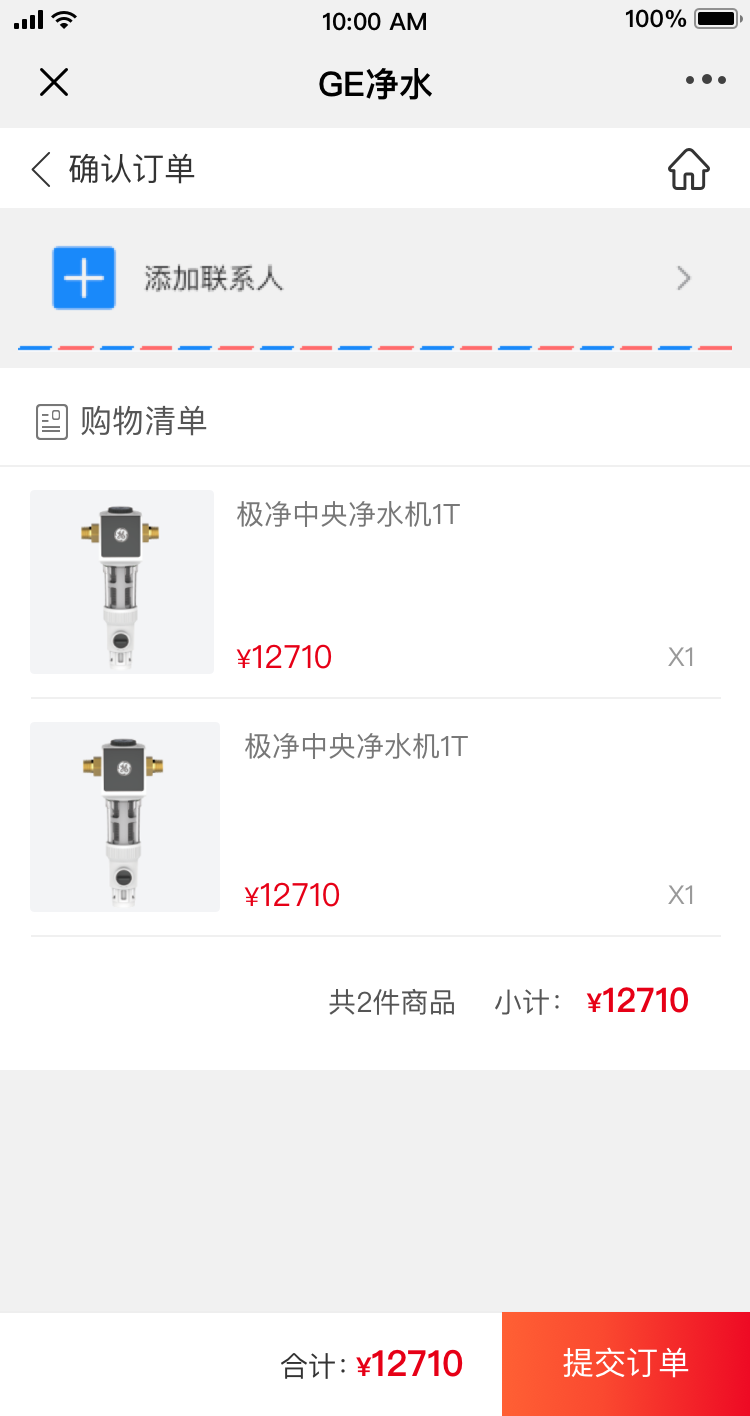 10:00 AM
100%
GE净水
确认订单
添加联系人
购物清单
极净中央净水机1T
¥12710
X1
极净中央净水机1T
¥12710
X1
共2件商品 小计： ¥12710
合计：¥12710
提交订单